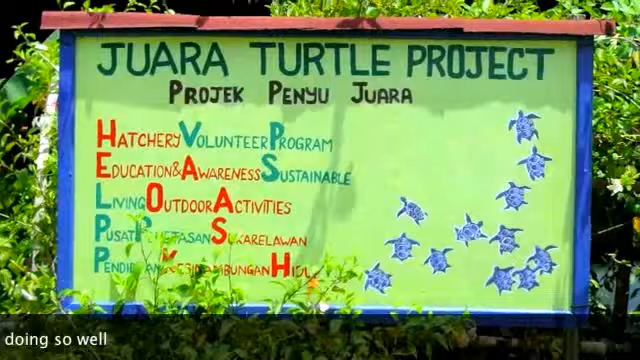 JUARA TURTLE PROJECT
PROJEK PENYU JUARA
HATCHERY VOLUNTEER PROGRAM
EDUCATION & AWARENESS SUSTAINABLE
LIVING OUTDOOR ACTIVITIES
PUSAT SUKARELAWAN
HIDUP
doing so well